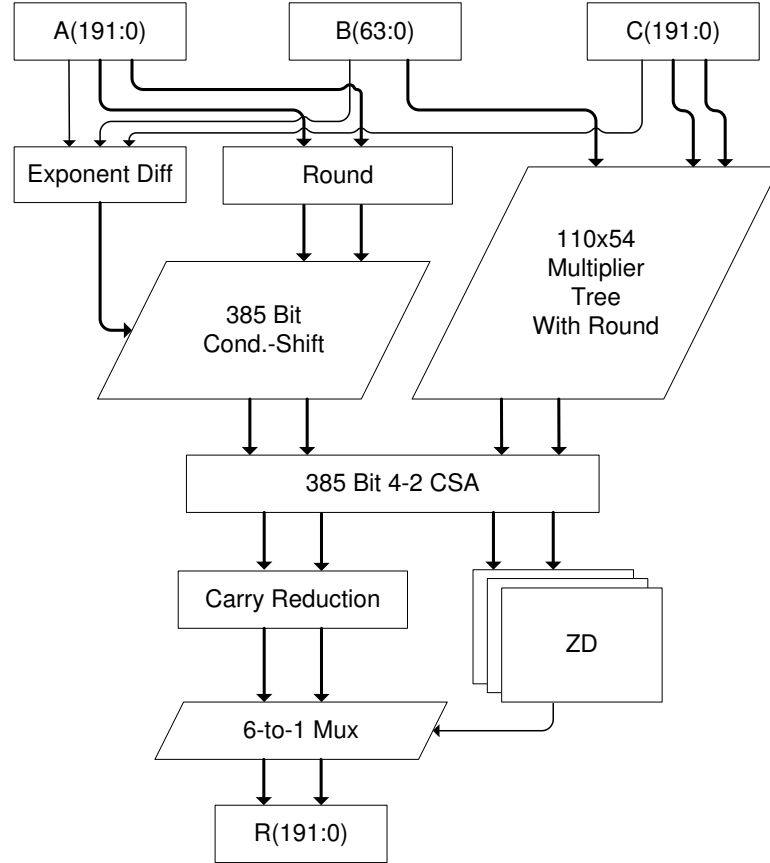 A(191:0)
B(63:0)
C(191:0)
Exponent Diff
Round
110x54
Multiplier
Tree
With Round
385 Bit
Cond.-Shift
385 Bit 4-2 CSA
Carry Reduction
ZD
6-to-1 Mux
R(191:0)